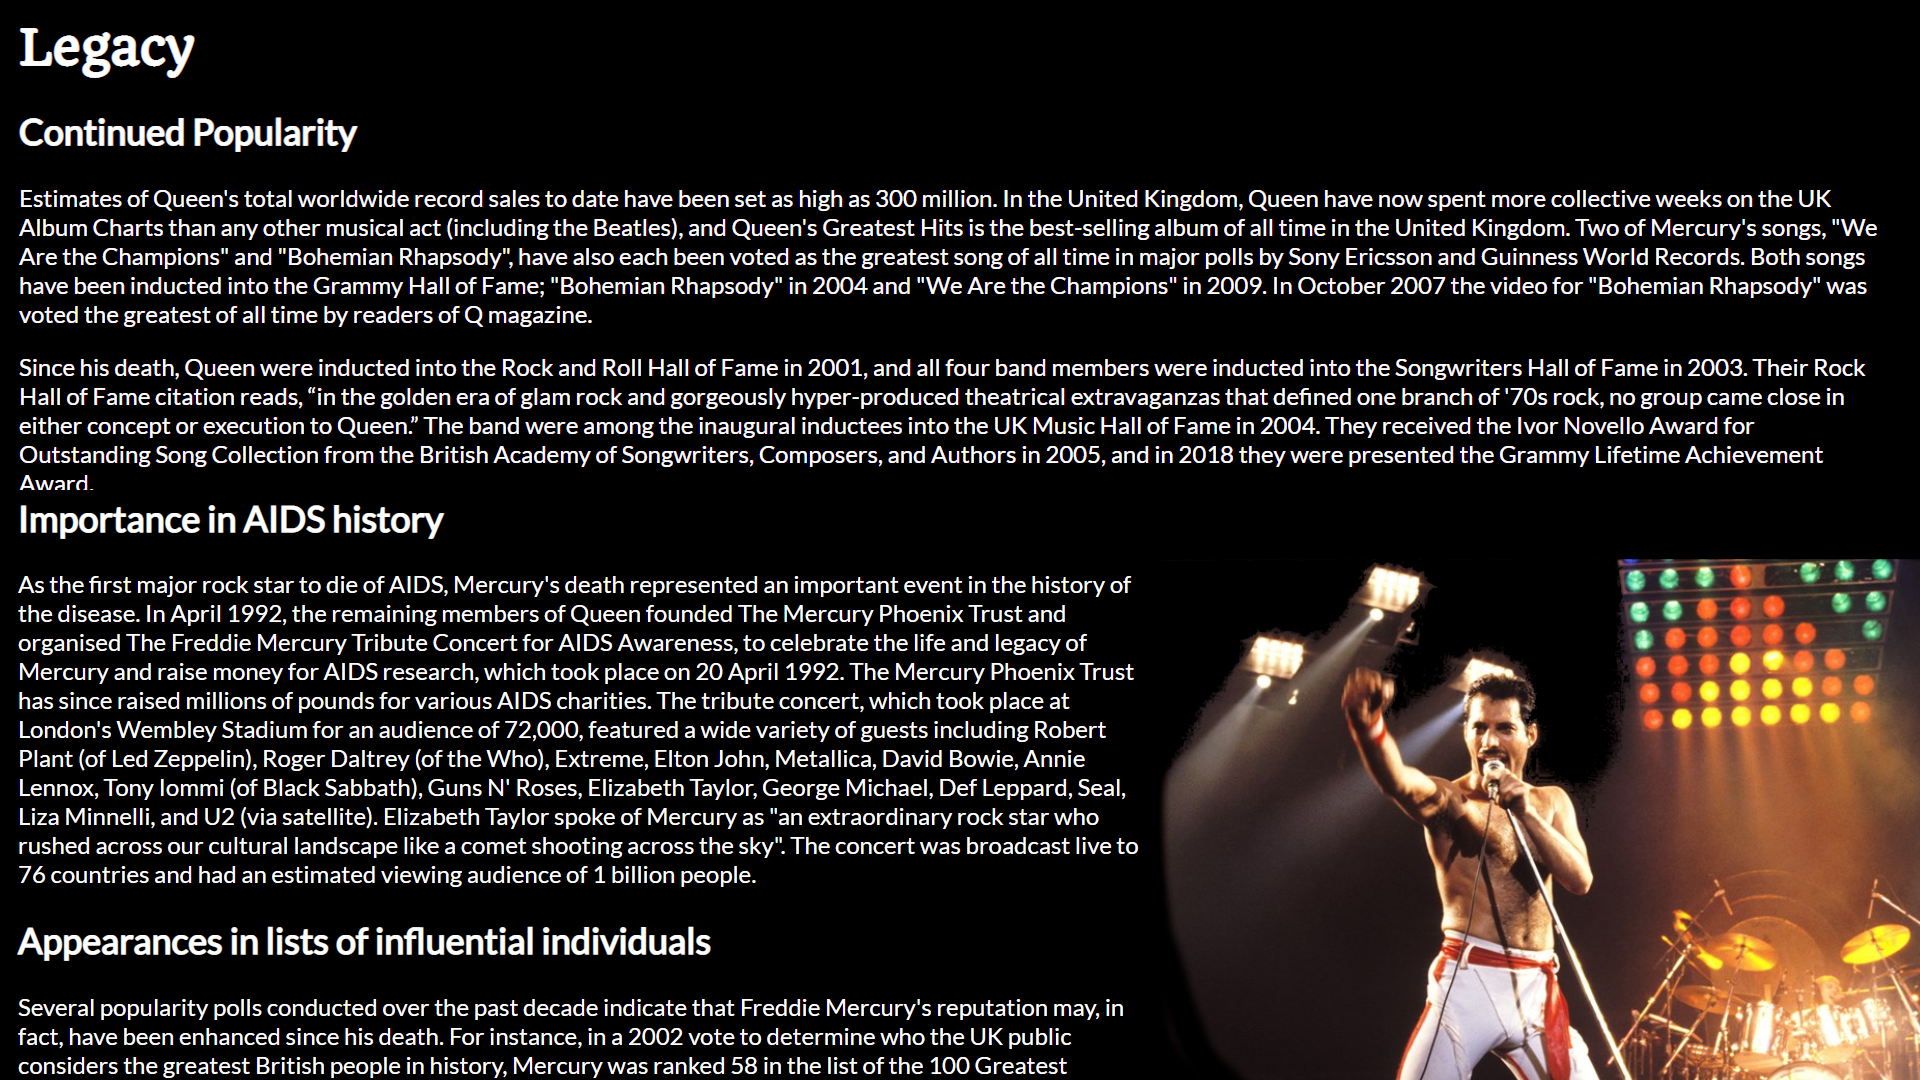 Legacy
Continued Popularity
Estimates of Queen's total worldwide record sales to date have been set as high as 300 million. In the United Kingdom, Queen have now spent more collective weeks on the UK
Album Charts than any other musical act (including the Beatles), and Queen's Greatest Hits is the best-selling album of all time in the United Kingdom. Two of Mercury's songs, "We
Are the Champions" and "Bohemian Rhapsody", have also each been voted as the greatest song of all time in major polls by Sony Ericsson and Guinness World Records. Both songs
have been inducted into the Grammy Hall of Fame; "Bohemian Rhapsody" in 2004 and "We Are the Champions" in 2009. In October 2007 the video for "Bohemian Rhapsody" was
voted the greatest of all time by readers of Q magazine.
Since his death, Queen were inducted into the Rock and Roll Hall of Fame in 2001, and all four band members were inducted into the Songwriters Hall of Fame in 2003. Their Rock
Hall of Fame citation reads, “in the golden era of glam rock and gorgeously hyper-produced theatrical extravaganzas that defined one branch of '70s rock, no group came close in
either concept or execution to Queen.” The band were among the inaugural inductees into the UK Music Hall of Fame in 2004. They received the Ivor Novello Award for
Outstanding Song Collection from the British Academy of Songwriters, Composers, and Authors in 2005, and in 2018 they were presented the Grammy Lifetime Achievement
Award.
Importance in AIDS history
As the first major rock star to die of AIDS, Mercury's death represented an important event in the history of
the disease. In April 1992, the remaining members of Queen founded The Mercury Phoenix Trust and
organised The Freddie Mercury Tribute Concert for AIDS Awareness, to celebrate the life and legacy of
Mercury and raise money for AIDS research, which took place on 20 April 1992. The Mercury Phoenix Trust
has since raised millions of pounds for various AIDS charities. The tribute concert, which took place at
London's Wembley Stadium for an audience of 72,000, featured a wide variety of guests including Robert
Plant (of Led Zeppelin), Roger Daltrey (of the Who), Extreme, Elton John, Metallica, David Bowie, Annie
Lennox, Tony Iommi (of Black Sabbath), Guns N' Roses, Elizabeth Taylor, George Michael, Def Leppard, Seal,
Liza Minnelli, and U2 (via satellite). Elizabeth Taylor spoke of Mercury as "an extraordinary rock star who
rushed across our cultural landscape like a comet shooting across the sky". The concert was broadcast live to
76 countries and had an estimated viewing audience of 1 billion people.
Appearances in lists of influential individuals
Several popularity polls conducted over the past decade indicate that Freddie Mercury's reputation may, in
fact, have been enhanced since his death. For instance, in a 2002 vote to determine who the UK public
considers the greatest British people in history, Mercury was ranked 58 in the list of the 100 Greatest